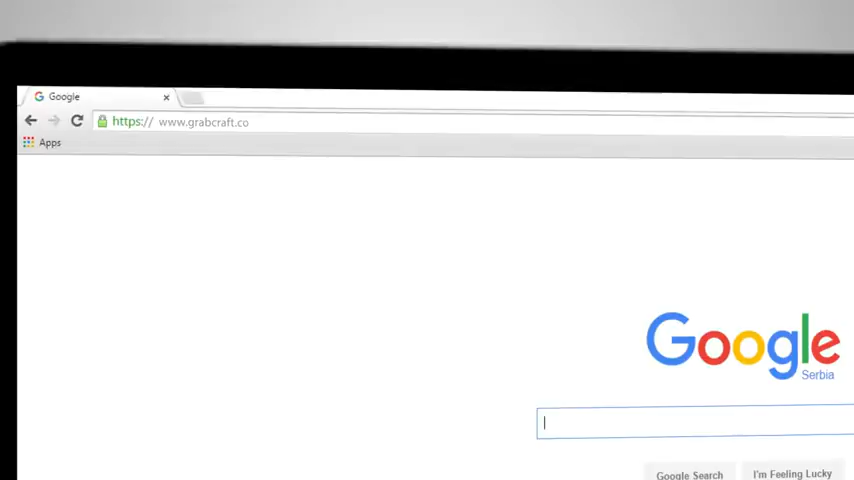 Google
https:// www.grabcraft.co
Apps
Google
Serbia
Google Search
I'm Feeling Lucky